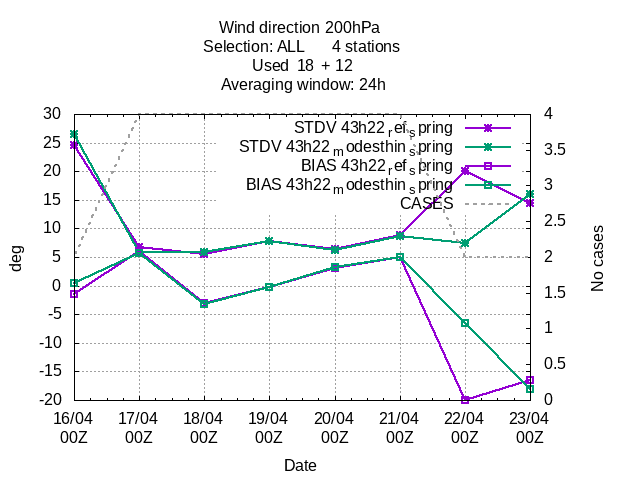 Wind direction 200hPa
Selection: ALL 4 stations
Used 18 + 12
Averaging window: 24h
30
25
20
15
10
5
0
-5
-10
-15
-20
4
3.5
3
2.5
2
1.5
1
0.5
0
STDV 43h22_ref_spring
STDV 43h22_modesthin_spring
BIAS 43h22_ref_spring
BIAS 43h22_modesthin_spring
CASES
deg
No cases
16/04 17/04 18/04 19/04 20/04 21/04 22/04 23/04
00Z 00Z 00Z 00Z 00Z 00Z 00Z 00Z
Date